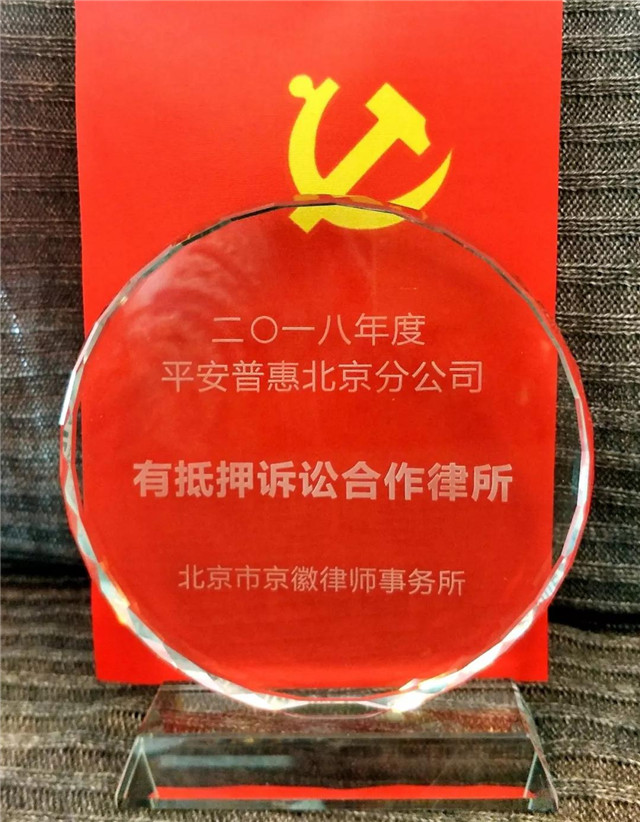 二〇一八年度
平安普惠北京分公司
有抵押诉讼合作律所
北京市京徽律师事务所